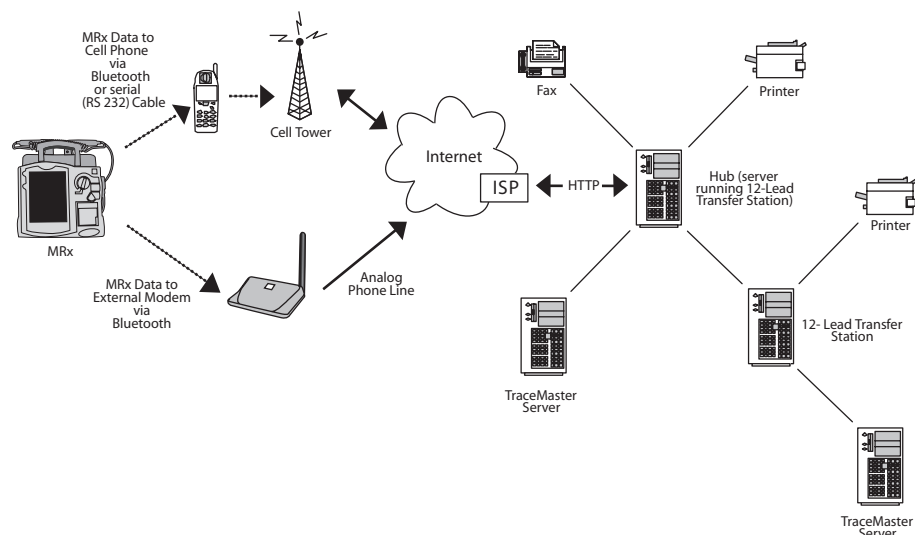 MRx Data to
Cell Phone
via
Bluetooth
or serial
(RS 232) Cable
Cell Tower
Fax
Printer
Internet
ISP
HTTP
Hub (server
running 12-Lead
Transfer Station)
Printer
MRx
MRx Data to
External Modem
via
Bluetooth
Analog
Phone Line
12- Lead Transfer
Station
TraceMaster
Server
TraceMaster
Server